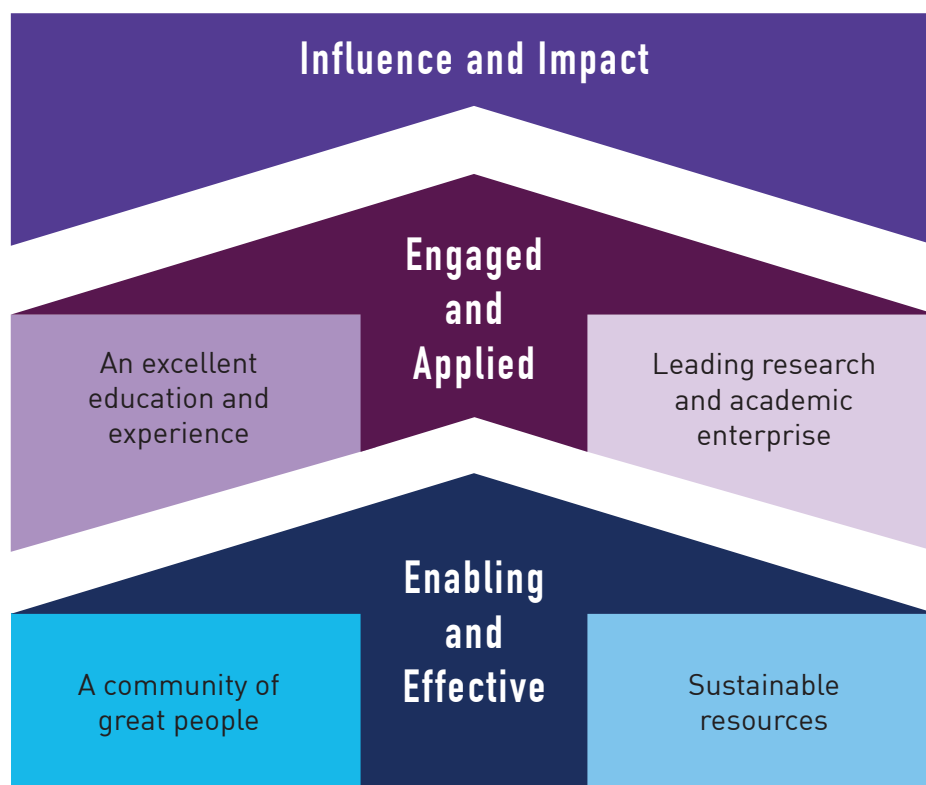 Influence and Impact
Engaged
and
Applied
An excellent
education and
experience
Leading research
and academic
enterprise
Enabling
and
Effective
A community of
great people
Sustainable
resources